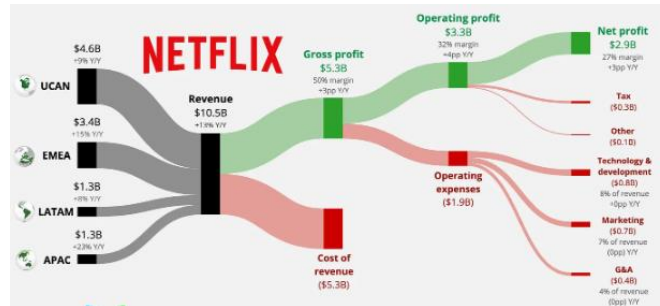 NETFLIX
$4.6B
+9% Y/Y
UCAN
$3.4B
+15% Y/Y
EMEA
$1.3B
+8% Y/Y
LATAM
$1.3B
+23% Y/Y
APAC
Revenue
$10.5B
+13% Y/Y
Gross profit
$5.3B
50% margin
+3pp Y/Y
Cost of
revenue
($5.3B)
Operating profit
$3.3B
32% margin
+4pp Y/Y
Operating
expenses
($1.9B)
Net profit
$2.9B
27% margin
+3pp Y/Y
Tax
($0.3B)
Other
($0.1B)
Technology &
development
($0.8B)
8% of revenue
+0pp Y/Y
Marketing
($0.7B)
7% of revenue
(0pp) Y/Y
G&A
($0.4B)
4% of revenue
(0pp) Y/Y